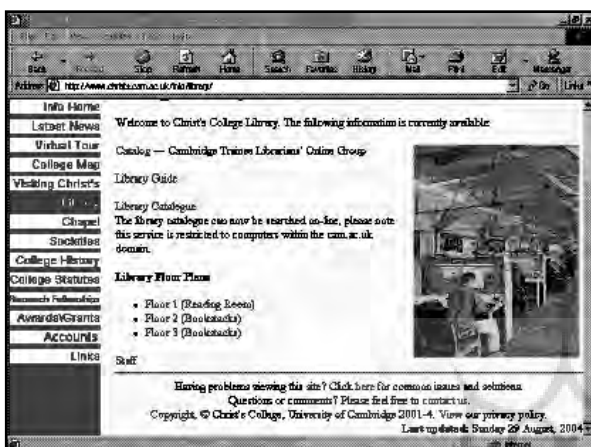 Back
Stop
Refresh
Home
Search
Favorites
History
Mail
Print
Edit
Messenger
Address
http://www.christs.cam.ac.uk/info/library/
Go
Links
Info Home
Latest News
Virtual Tour
College Map
Visiting Christ's
Chapel
Societies
College History
College Statutes
Research Fellowships
Awards\Grants
Accounts
Links
Welcome to Christ's College Library. The following information is currently available:
Catalog — Cambridge Trainee Librarians' Online Group
Library Guide
Library Catalogue
The library catalogue can now be searched on-line, please note
this service is restricted to computers within the cam.ac.uk
domain.
Library Floor Plans
• Floor 1 (Reading Room)
• Floor 2 (Bookstacks)
• Floor 3 (Bookstacks)
Staff
Having problems viewing this site? Click here for common issues and solutions.
Questions or comments? Please feel free to contact us.
Copyright, © Christ's College, University of Cambridge 2001-4. View our privacy policy.
Last updated: Sunday 29 August, 2004